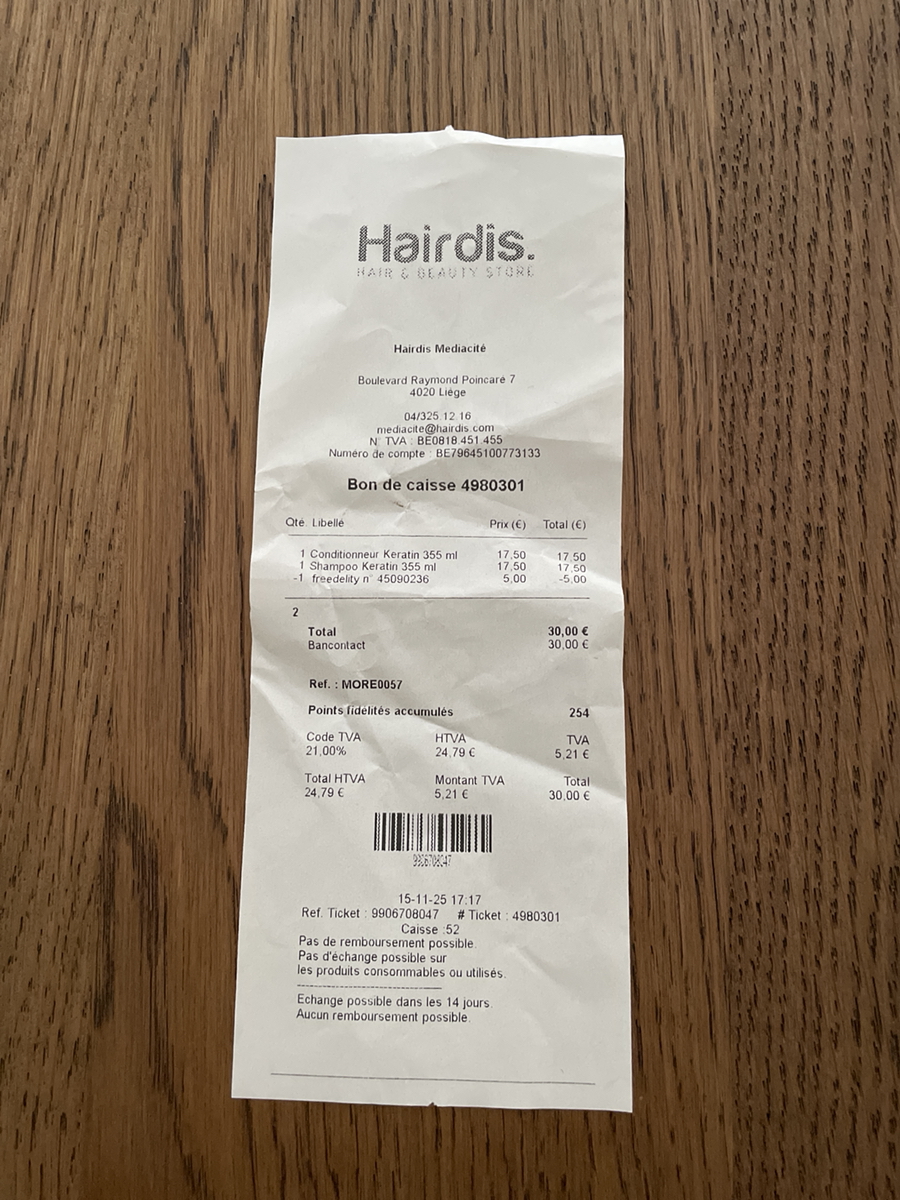 Hairdis.
HAIR & BEAUTY STORE
Hairdis Mediacité
Boulevard Raymond Poincaré 7
4020 Liège
04/325.12.16
mediacite@hairdis.com
N° TVA : BE0818.451.455
Numéro de compte : BE79645100773133
Bon de caisse 4980301
Qté Libellé Prix (€) Total (€)
1 Conditionneur Keratin 355 ml 17,50 17,50
1 Shampoo Keratin 355 ml 17,50 17,50
-1 freedelity n° 45090236 5,00 -5,00
2
Total 30,00 €
Bancontact 30,00 €
Ref. : MORE0057
Points fidélités accumulés 254
Code TVA HTVA TVA
21,00% 24,79 € 5,21 €
Total HTVA Montant TVA Total
24,79 € 5,21 € 30,00 €
9906708047
15-11-25 17:17
Ref. Ticket : 9906708047 # Ticket : 4980301
Caisse :52
Pas de remboursement possible.
Pas d'échange possible sur
les produits consommables ou utilisés.
Echange possible dans les 14 jours.
Aucun remboursement possible.